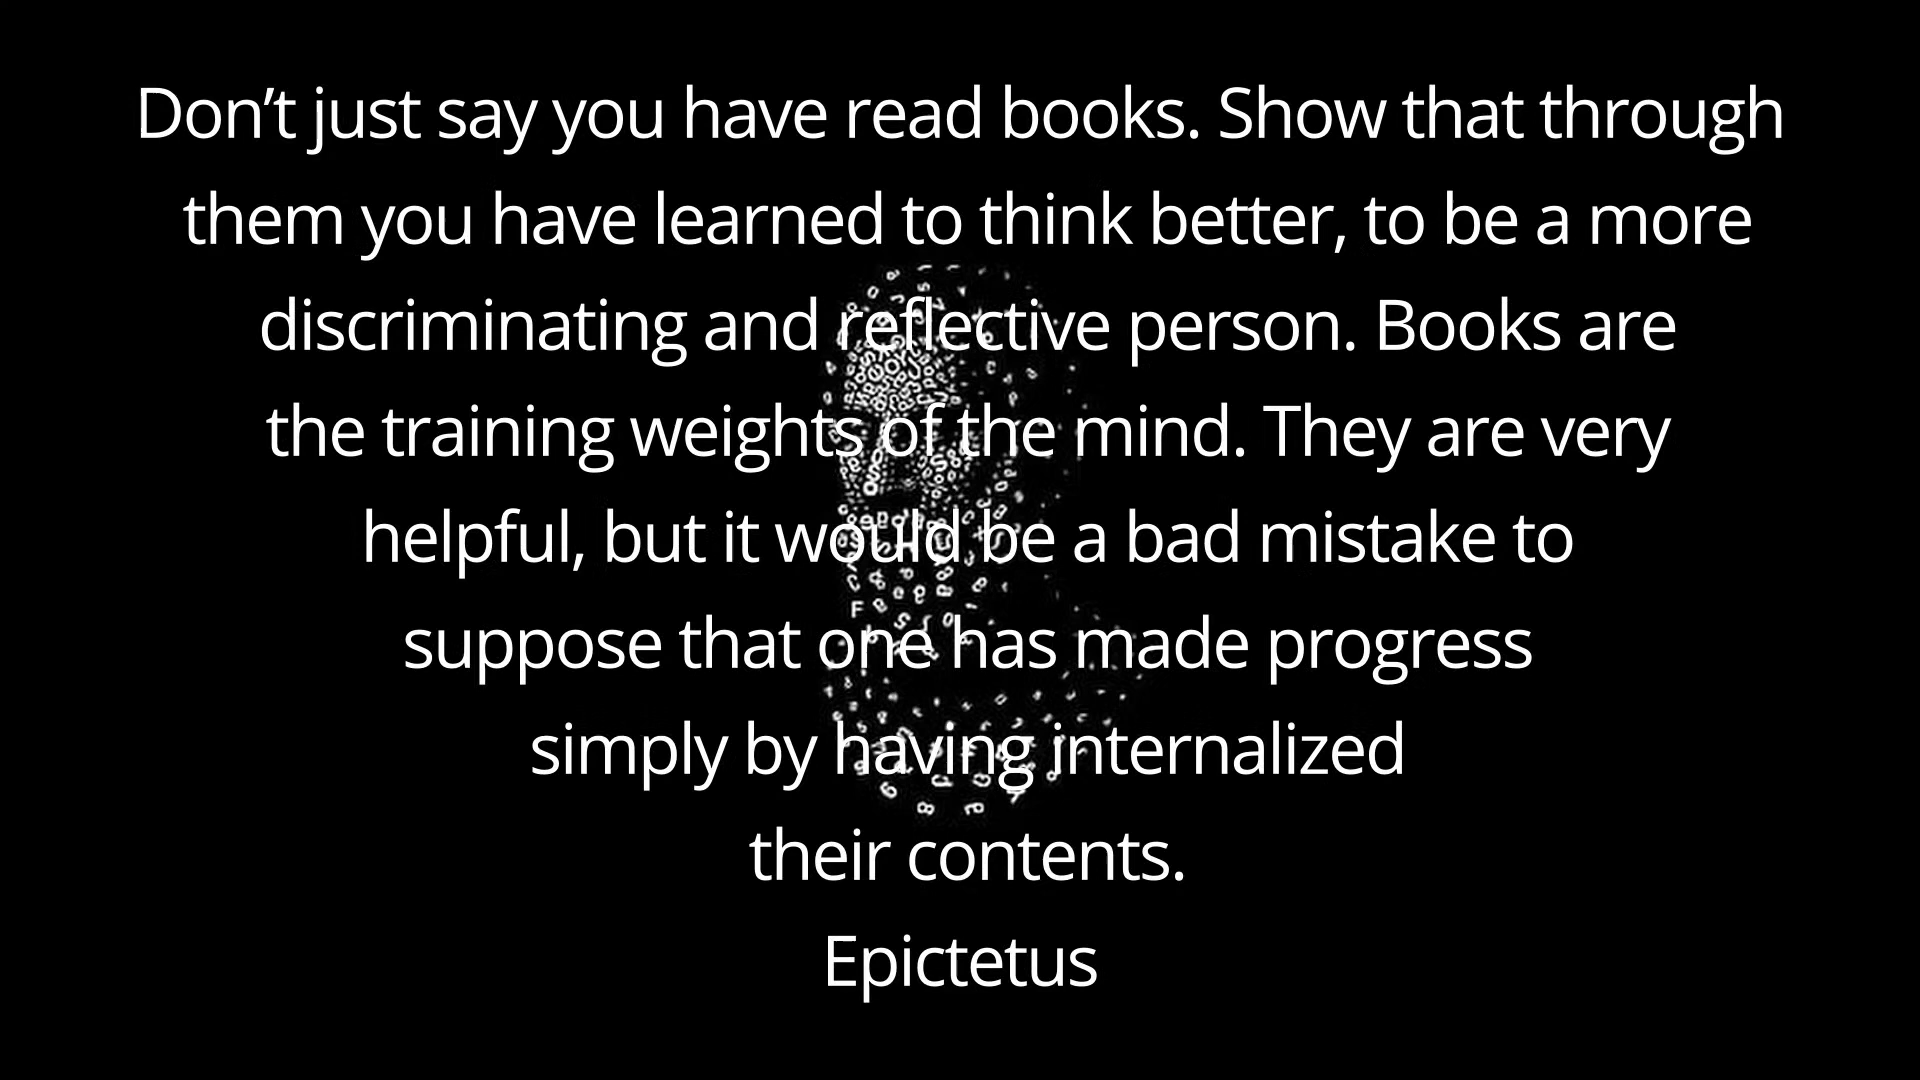 Don’t just say you have read books. Show that through
them you have learned to think better, to be a more
discriminating and reflective person. Books are
the training weights of the mind. They are very
helpful, but it would be a bad mistake to
suppose that one has made progress
simply by having internalized
their contents.
Epictetus